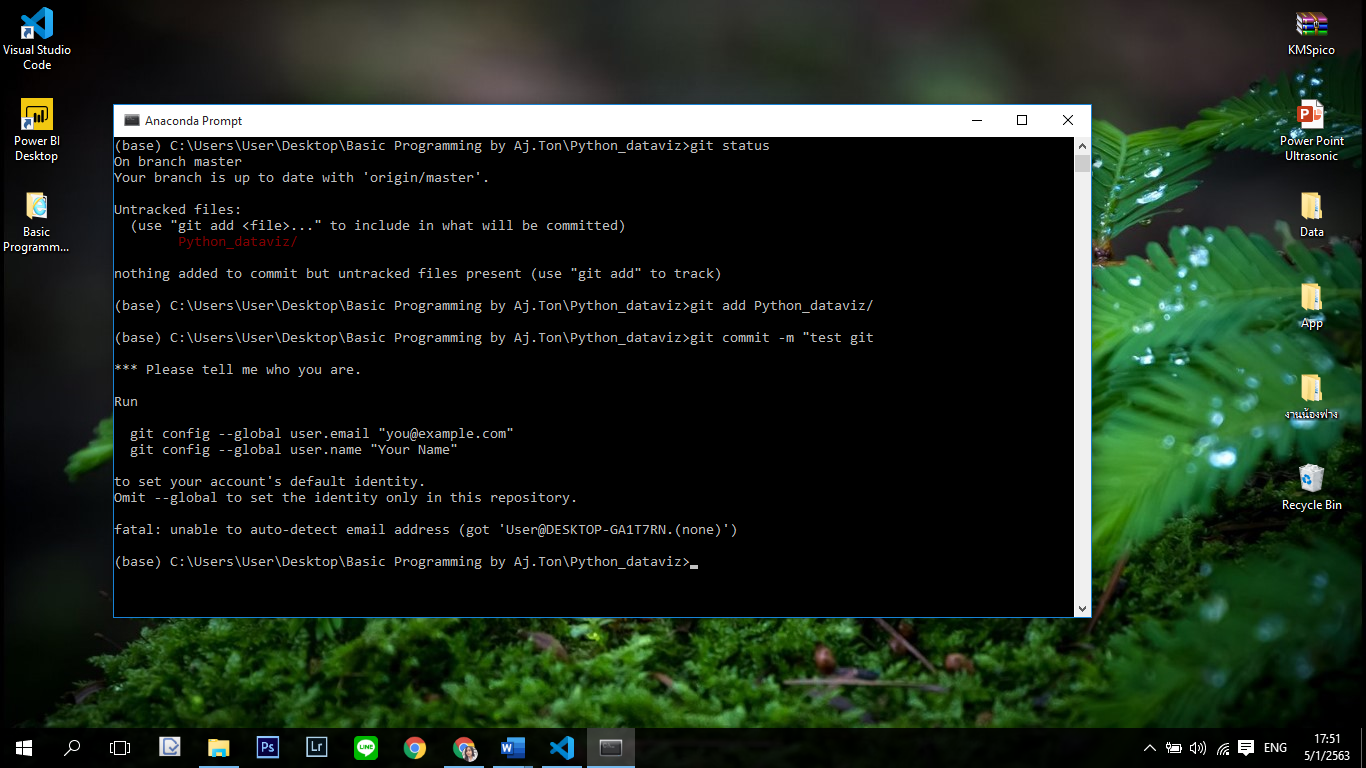 Visual Studio
Code
Power BI
Desktop
Basic
Programm...
Anaconda Prompt
(base) C:\Users\User\Desktop\Basic Programming by Aj.Ton\Python_dataviz>git status
On branch master
Your branch is up to date with 'origin/master'.
Untracked files:
(use "git add <file>..." to include in what will be committed)
Python_dataviz/
nothing added to commit but untracked files present (use "git add" to track)
(base) C:\Users\User\Desktop\Basic Programming by Aj.Ton\Python_dataviz>git add Python_dataviz/
(base) C:\Users\User\Desktop\Basic Programming by Aj.Ton\Python_dataviz>git commit -m "test git
*** Please tell me who you are.
Run
git config --global user.email "you@example.com"
git config --global user.name "Your Name"
to set your account's default identity.
Omit --global to set the identity only in this repository.
fatal: unable to auto-detect email address (got 'User@DESKTOP-GA1T7RN.(none)')
(base) C:\Users\User\Desktop\Basic Programming by Aj.Ton\Python_dataviz>
KMSpico
Power Point
Ultrasonic
Data
App
งานน้องฟาง
Recycle Bin
Ps
Lr
LINE
ENG
17:51
5/1/2563